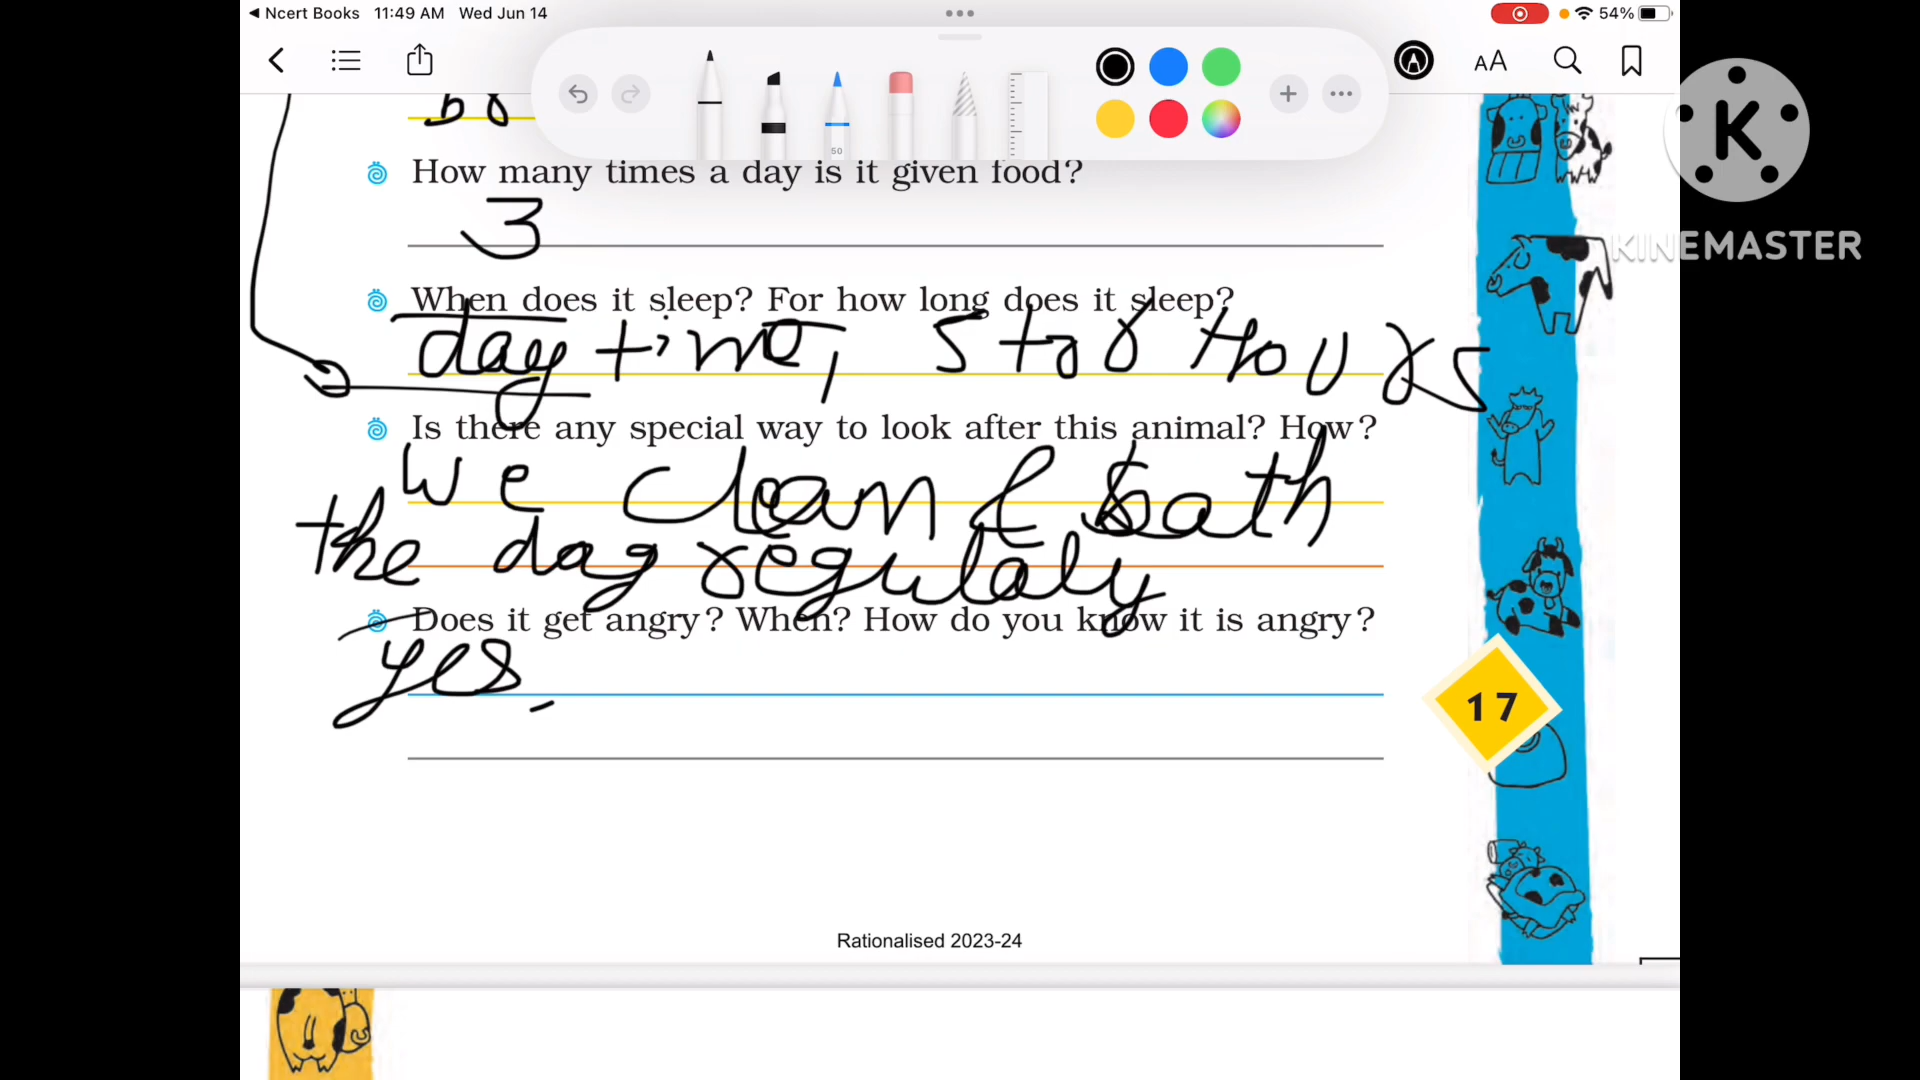 Ncert Books 11:49 AM Wed Jun 14 54%
AA
50
K
KINEMASTER
How many times a day is it given food?
3
When does it sleep? For how long does it sleep?
day time, 5 to 8 Hours
Is there any special way to look after this animal? How?
we clean & bath
the dog regulaly
Does it get angry? When? How do you know it is angry?
yes.
17
Rationalised 2023-24